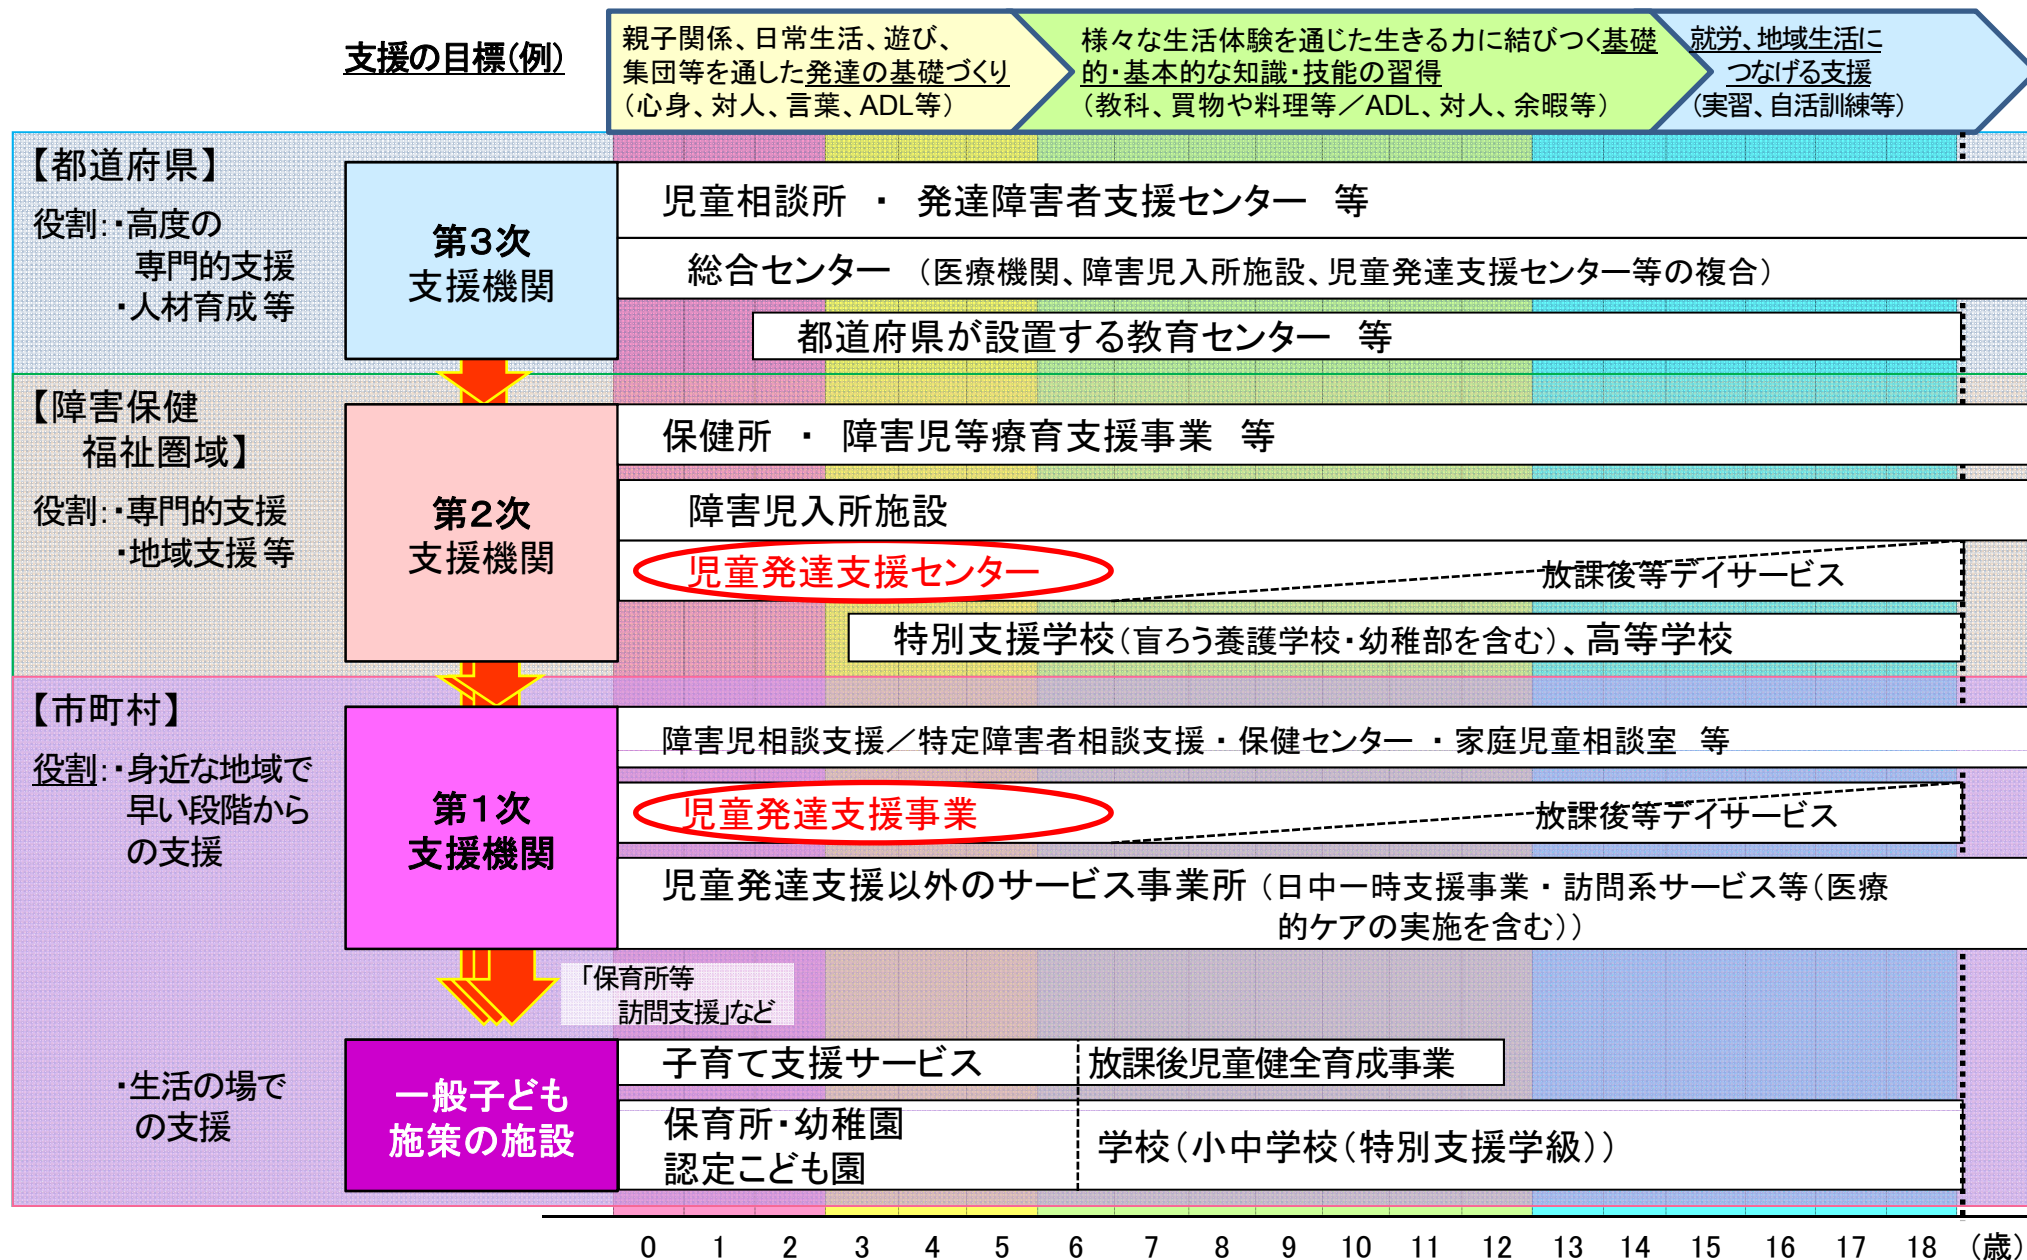 支援の目標(例)
親子関係、日常生活、遊び、
集団等を通した発達の基礎づくり
(心身、対人、言葉、ADL等)
様々な生活体験を通じた生きる力に結びつく基礎
的・基本的な知識・技能の習得
(教科、買物や料理等/ADL、対人、余暇等)
就労、地域生活に
つなげる支援
(実習、自活訓練等)
【都道府県】
役割:・高度の
専門的支援
・人材育成 等
第3次
支援機関
児童相談所 ・ 発達障害者支援センター 等
総合センター (医療機関、障害児入所施設、児童発達支援センター等の複合)
都道府県が設置する教育センター 等
【障害保健
福祉圏域】
役割:・専門的支援
・地域支援 等
第2次
支援機関
保健所 ・ 障害児等療育支援事業 等
障害児入所施設
児童発達支援センター
放課後等デイサービス
特別支援学校(盲ろう養護学校・幼稚部を含む)、高等学校
【市町村】
役割:・身近な地域で
早い段階から
の支援
第1次
支援機関
障害児相談支援/特定障害者相談支援 ・ 保健センター ・ 家庭児童相談室 等
児童発達支援事業
放課後等デイサービス
児童発達支援以外のサービス事業所 (日中一時支援事業 ・ 訪問系サービス等(医療
的ケアの実施を含む))
「保育所等
訪問支援」など
・生活の場で
の支援
一般子ども
施策の施設
子育て支援サービス
放課後児童健全育成事業
保育所・幼稚園
認定こども園
学校(小中学校(特別支援学級))
0 1 2 3 4 5 6 7 8 9 10 11 12 13 14 15 16 17 18 (歳)